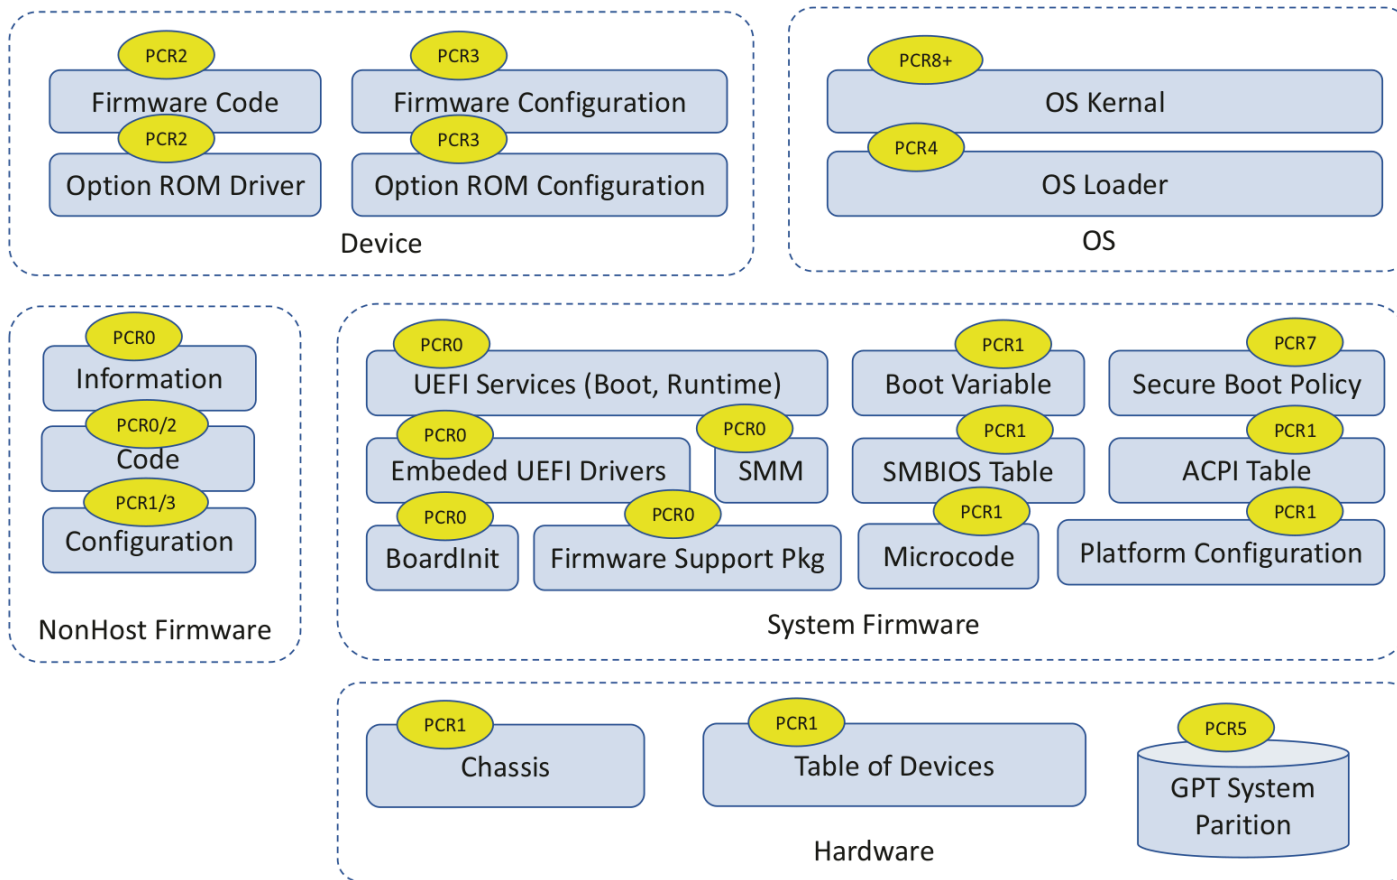 PCR2
Firmware Code
PCR2
Option ROM Driver
PCR3
Firmware Configuration
PCR3
Option ROM Configuration
Device
PCR8+
OS Kernal
PCR4
OS Loader
OS
PCR0
Information
PCR0/2
Code
PCR1/3
Configuration
NonHost Firmware
PCR0
UEFI Services (Boot, Runtime)
PCR0
Embeded UEFI Drivers
PCR0
SMM
PCR0
BoardInit
PCR0
Firmware Support Pkg
PCR1
Boot Variable
PCR7
Secure Boot Policy
PCR1
SMBIOS Table
PCR1
ACPI Table
PCR1
Microcode
PCR1
Platform Configuration
System Firmware
PCR1
Chassis
PCR1
Table of Devices
PCR5
GPT System
Parition
Hardware